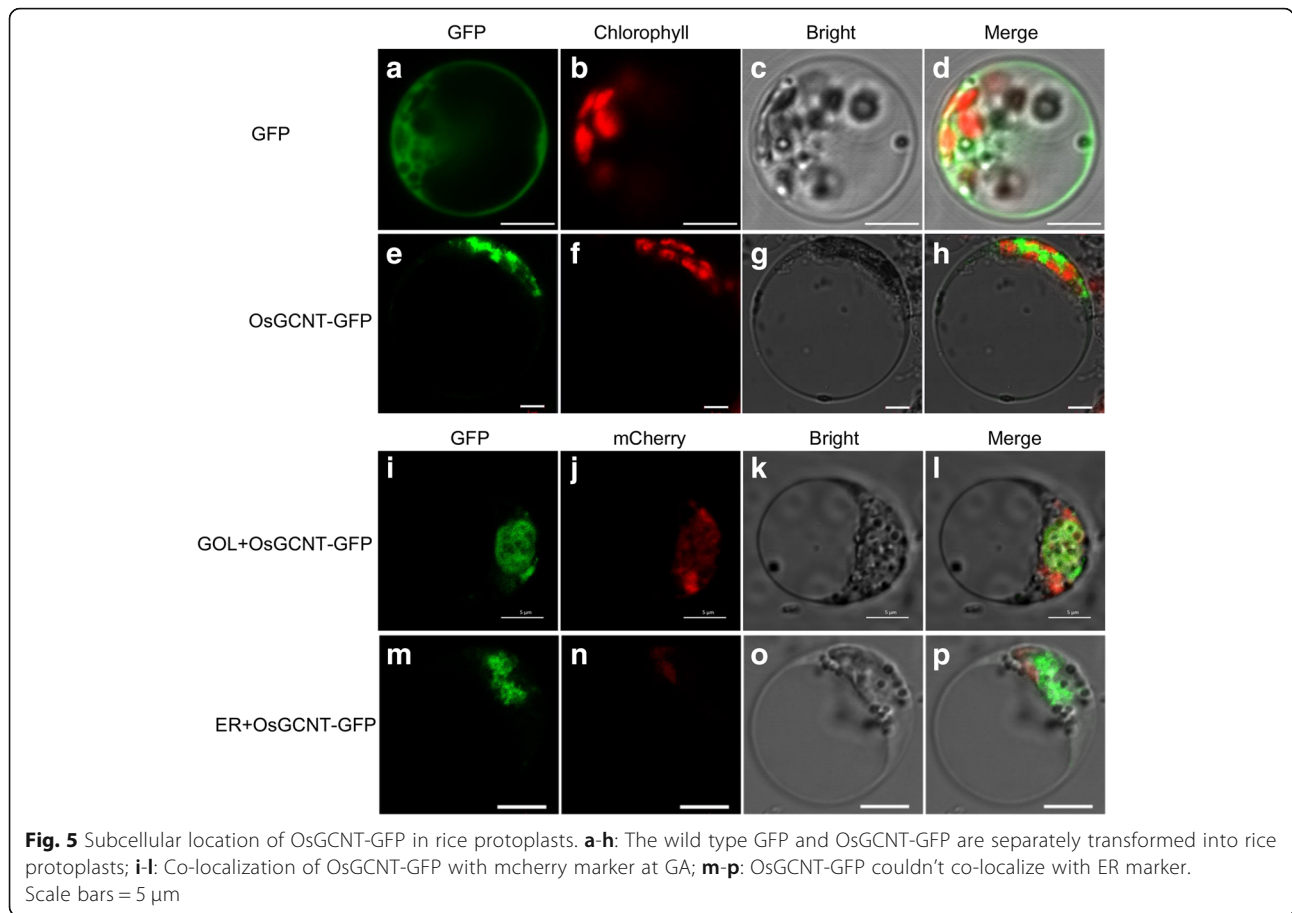 GFP Chlorophyll Bright Merge
GFP a b c d
OsGCNT-GFP e f g h
GFP mCherry Bright Merge
GOL+OsGCNT-GFP i j k l
5 µm 5 µm 5 µm 5 µm
ER+OsGCNT-GFP m n o p
Fig. 5 Subcellular location of OsGCNT-GFP in rice protoplasts. a-h: The wild type GFP and OsGCNT-GFP are separately transformed into rice
protoplasts; i-l: Co-localization of OsGCNT-GFP with mcherry marker at GA; m-p: OsGCNT-GFP couldn’t co-localize with ER marker.
Scale bars = 5 μm